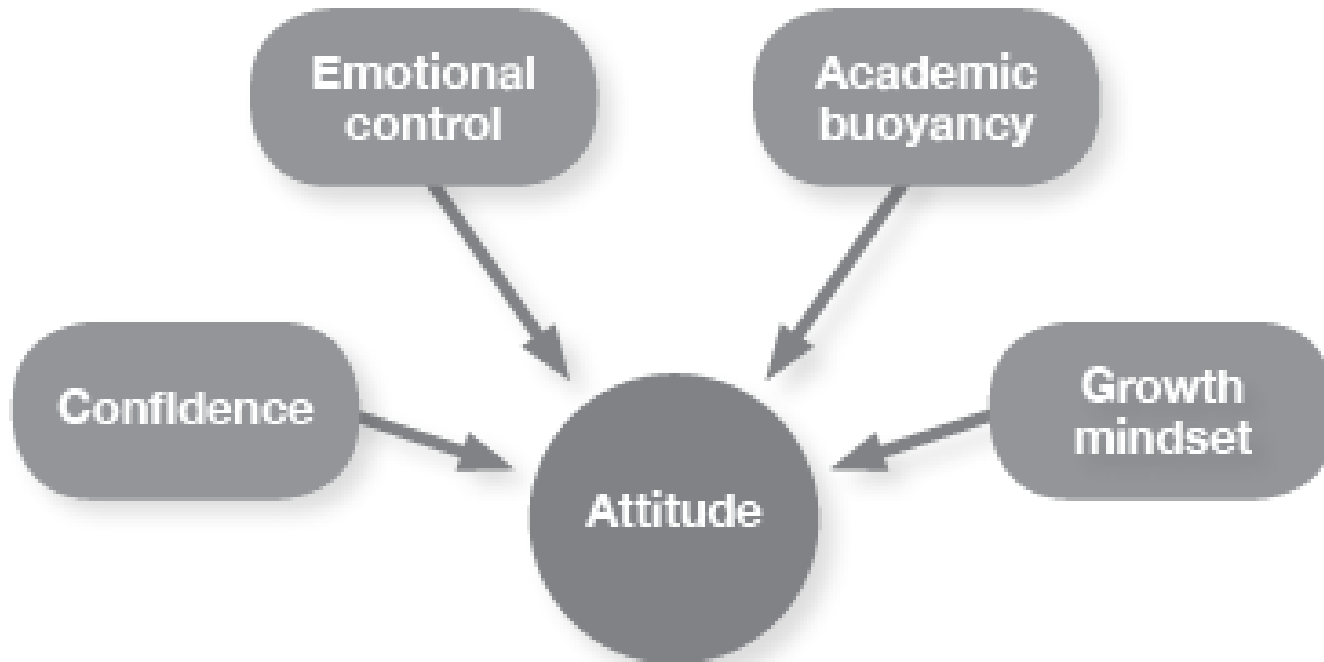 Emotional
control
Academic
buoyancy
Confidence
Growth
mindset
Attitude